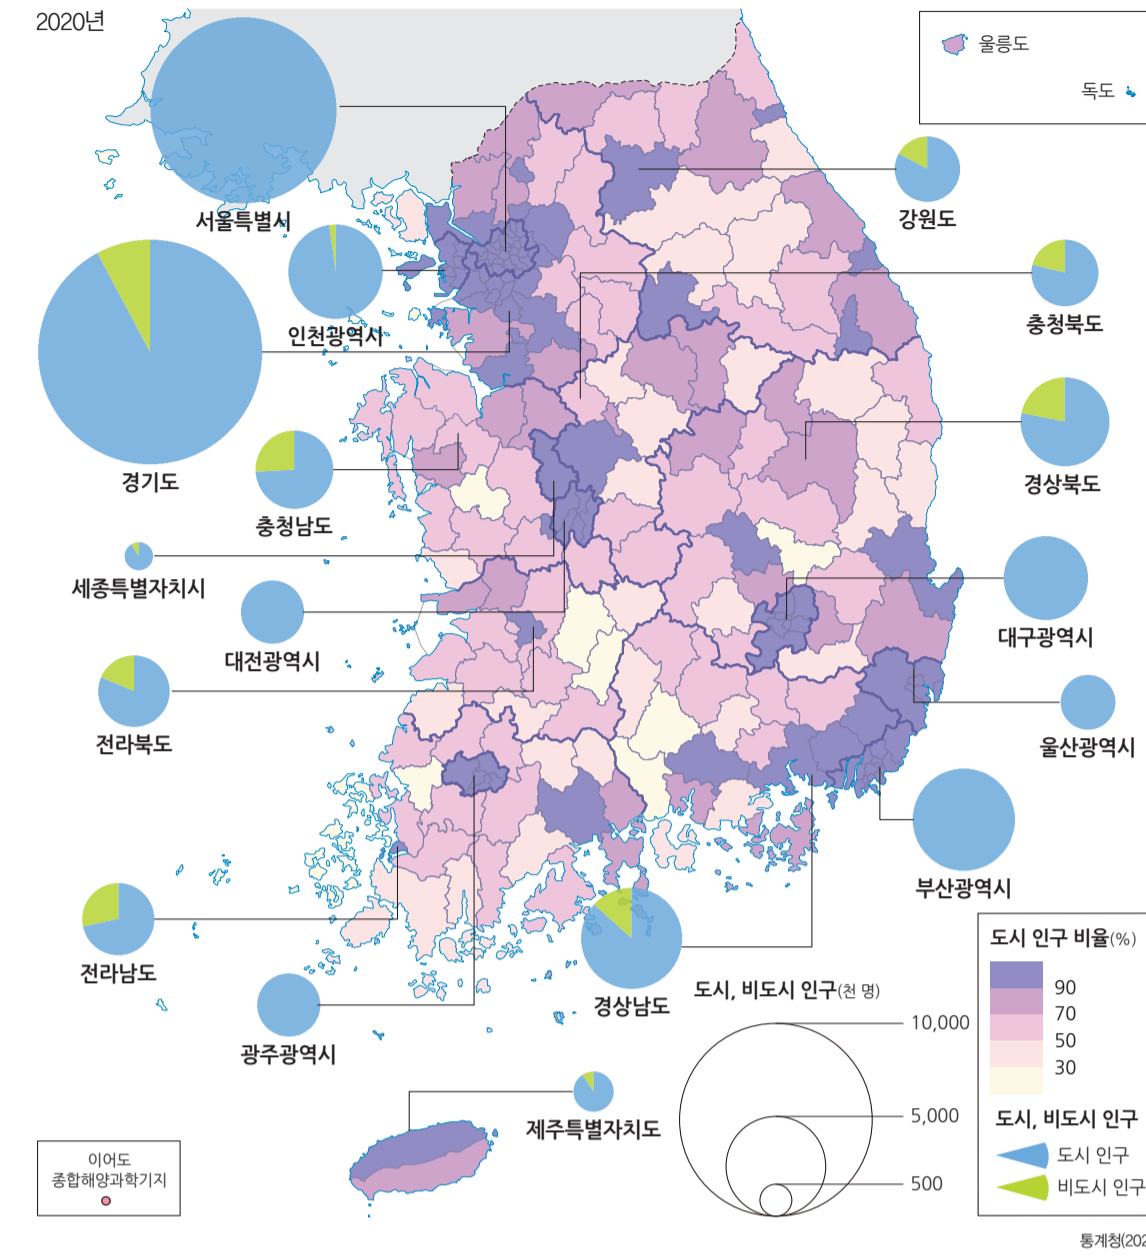 2020년
울릉도
독도
서울특별시
강원도
인천광역시
충청북도
경기도
충청남도
경상북도
세종특별자치시
대전광역시
대구광역시
전라북도
울산광역시
부산광역시
전라남도
경상남도
광주광역시
제주특별자치도
도시, 비도시 인구(천 명)
10,000
5,000
500
도시 인구 비율(%)
90
70
50
30
도시, 비도시 인구
도시 인구
비도시 인구
이어도
종합해양과학기지
통계청(202